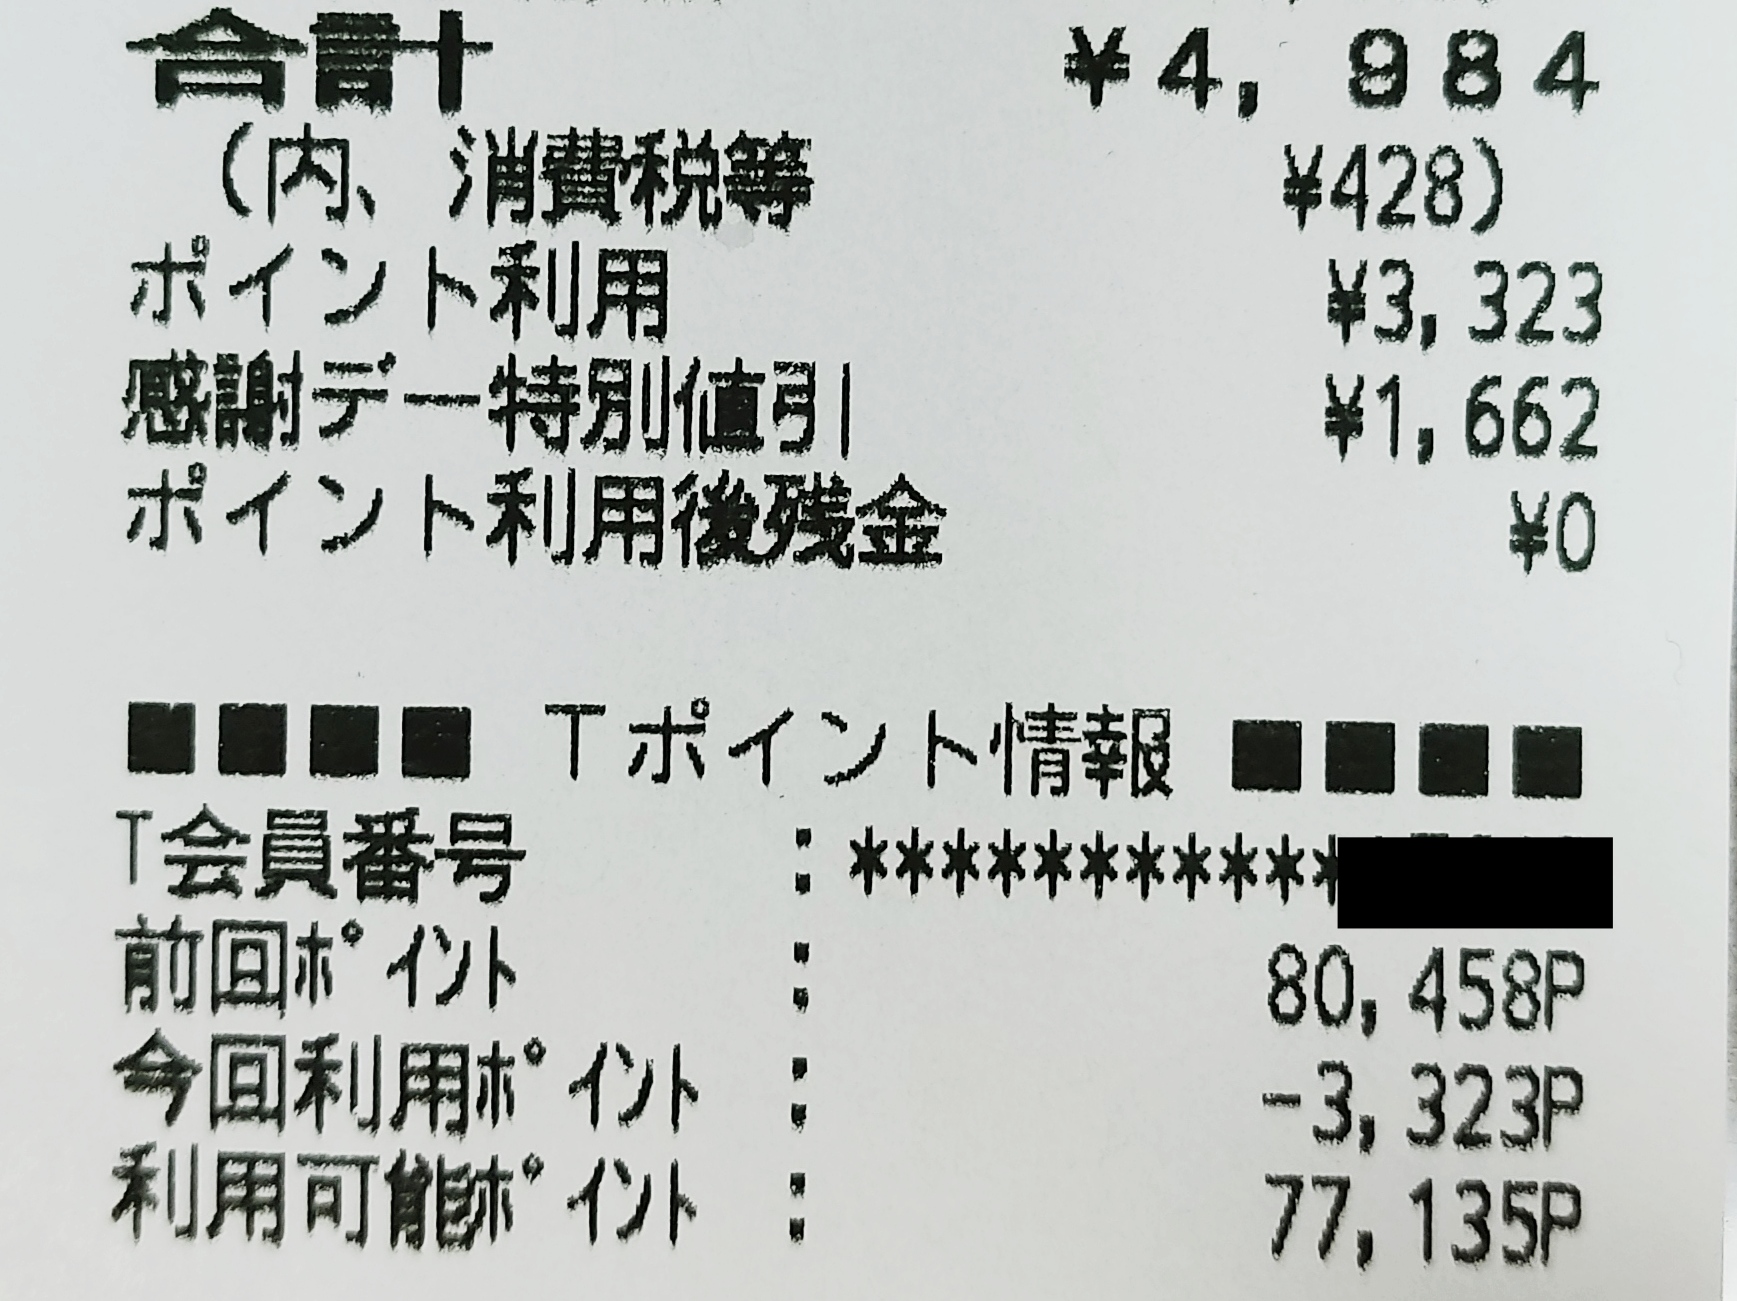 合計 ¥4, 984
(内、消費税等 ¥428)
ポイント利用 ¥3, 323
感謝デー特別値引 ¥1, 662
ポイント利用後残金 ¥0
■■■■ Tポイント情報 ■■■■
T会員番号 : ***********
前回ポイント : 80, 458P
今回利用ポイント : -3, 323P
利用可能ポイント : 77, 135P